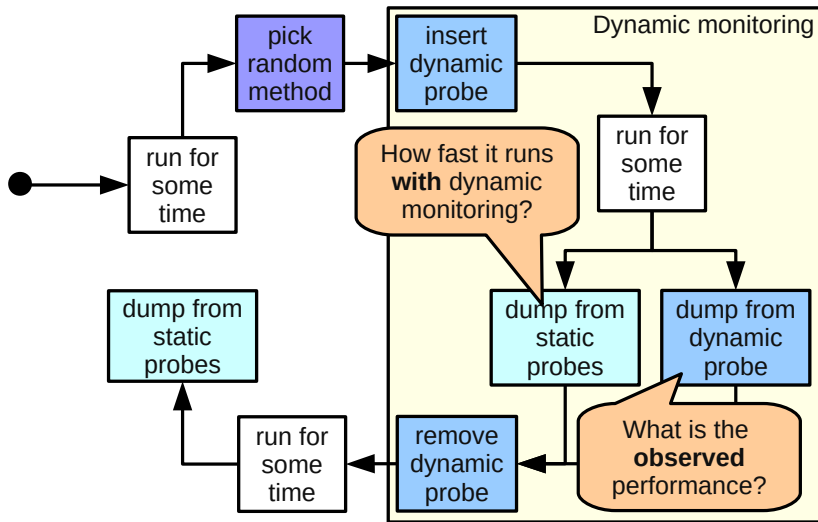 pick
random
method
insert
dynamic
probe
Dynamic monitoring
run for
some
time
run for
some
time
How fast it runs
with dynamic
monitoring?
dump from
static
probes
dump from
static
probes
dump from
dynamic
probe
run for
some
time
remove
dynamic
probe
What is the
observed
performance?